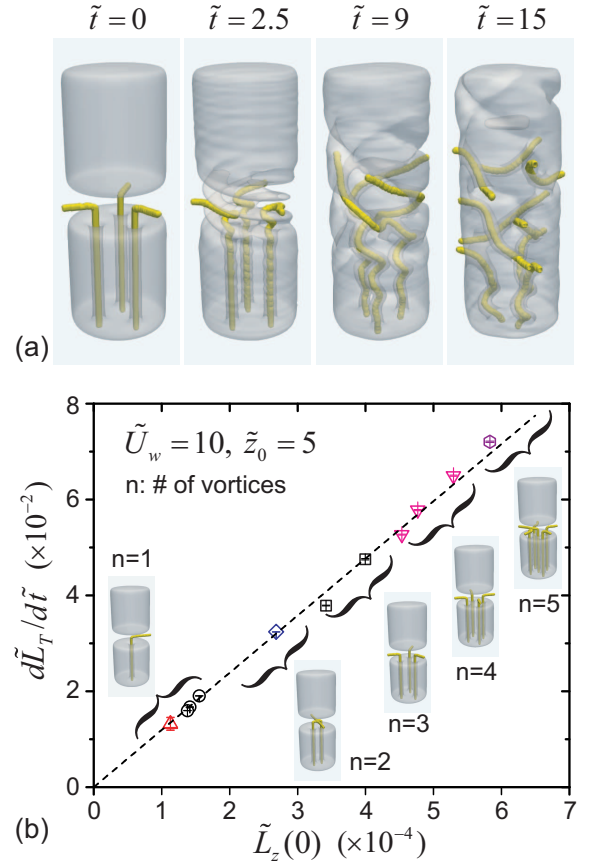 t̃ = 0 t̃ = 2.5 t̃ = 9 t̃ = 15
(a)
8
6
4
2
0
dL̃_T/dt̃ (×10⁻²)
Ũ_w = 10, z̃₀ = 5
n: # of vortices
n=1
n=5
n=4
n=3
n=2
0 1 2 3 4 5 6 7
(b)
L̃_z(0) (×10⁻⁴)